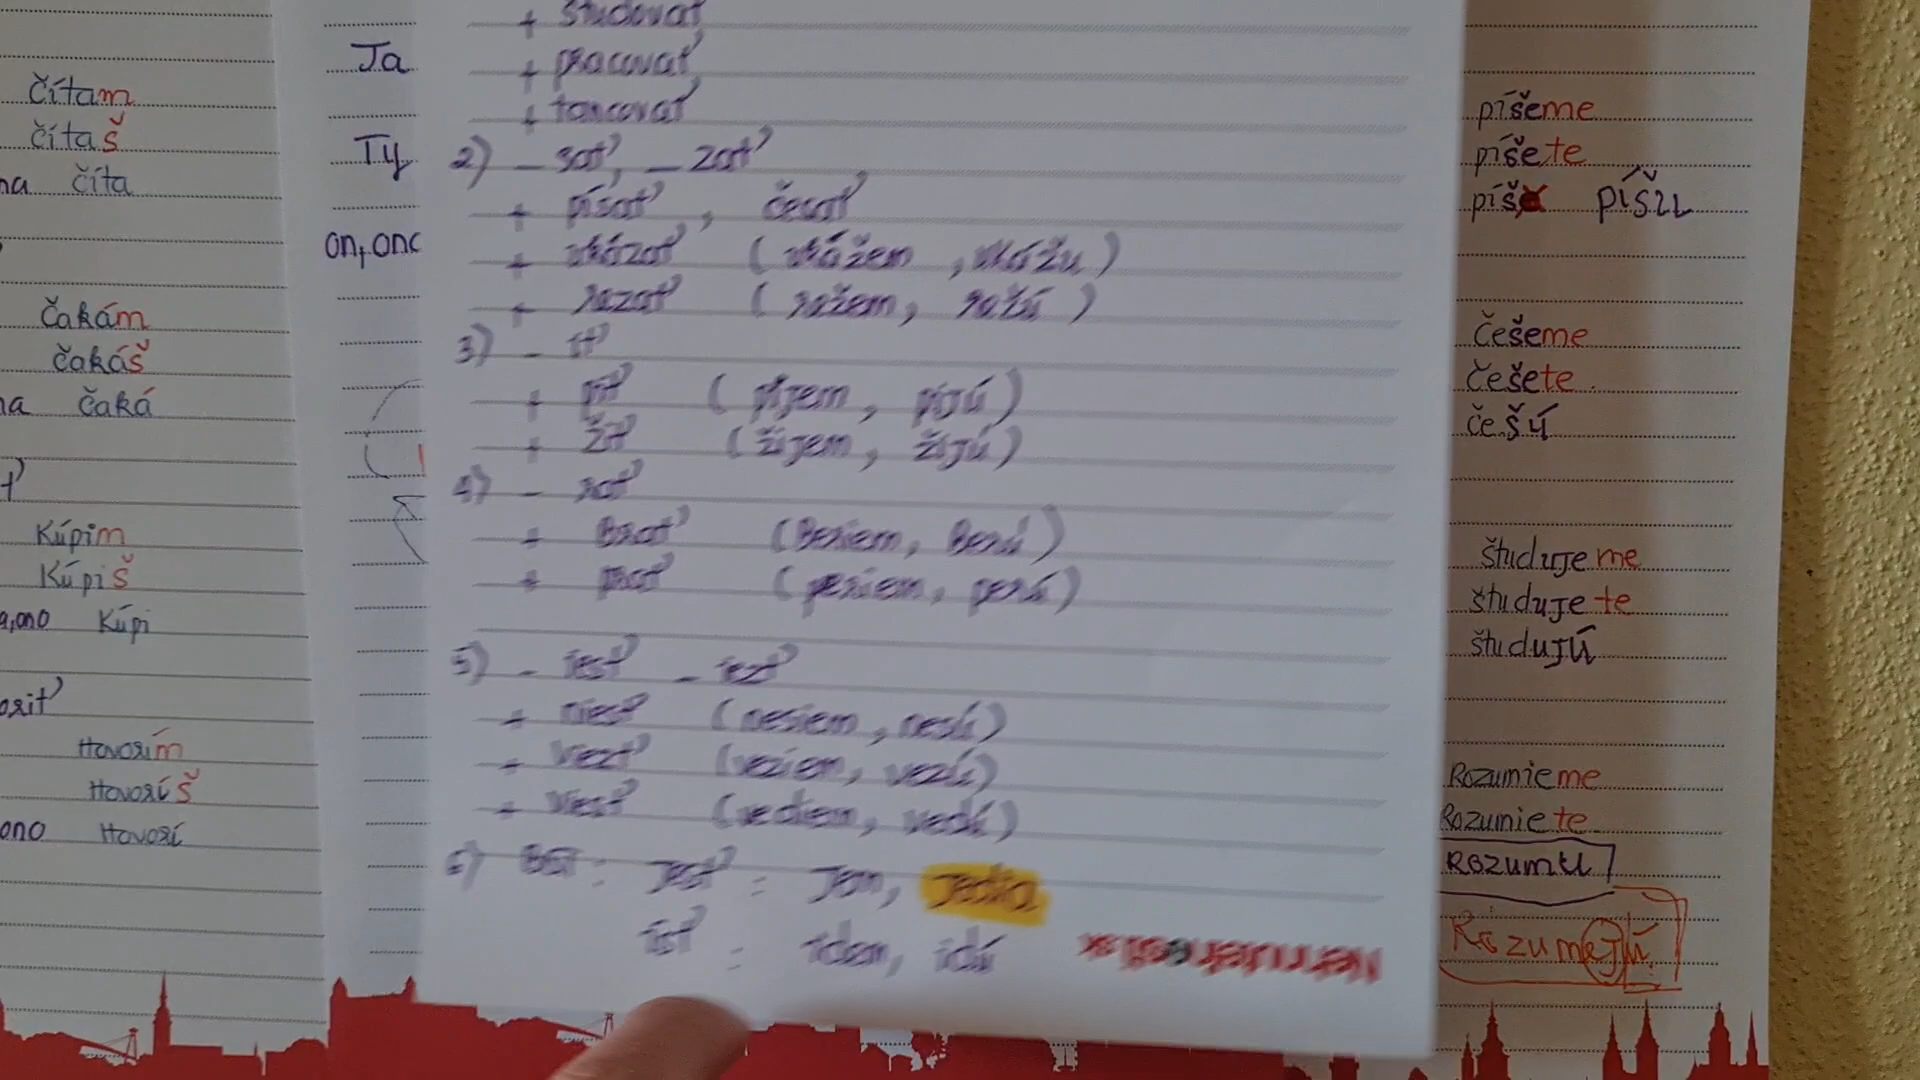 čítam
čítaš
na číta
Čakám
čakáš
na čaká
ť
Kúpim
Kúpiš
a,ono Kúpi
oriť
Hovorím
Hovoríš
ono Hovorí
Ja
Ty
on, ono
+ študovať
+ pracovať
+ tancovať
2) – sať, – zať
+ písať, česať
+ ukázať (ukážem, ukážu)
+ rezať (režem, režú)
3) – iť
+ piť (pijem, pijú)
+ žiť (žijem, žijú)
4) – rať
+ Brať (Beriem, Berú)
+ prať (periem, perú)
5) – iesť – iezť
+ niesť (nesiem, nesú)
+ viezť (veziem, vezú)
+ viesť (vediem, vedú)
6) jesť : jem, jedia
ísť : idem, idú
píšeme
píšete
píš píšu
Češeme
češete
češú
študujeme
študujete
študujú
Rozumieme
Rozumiete
Rozumu
Rozumejú